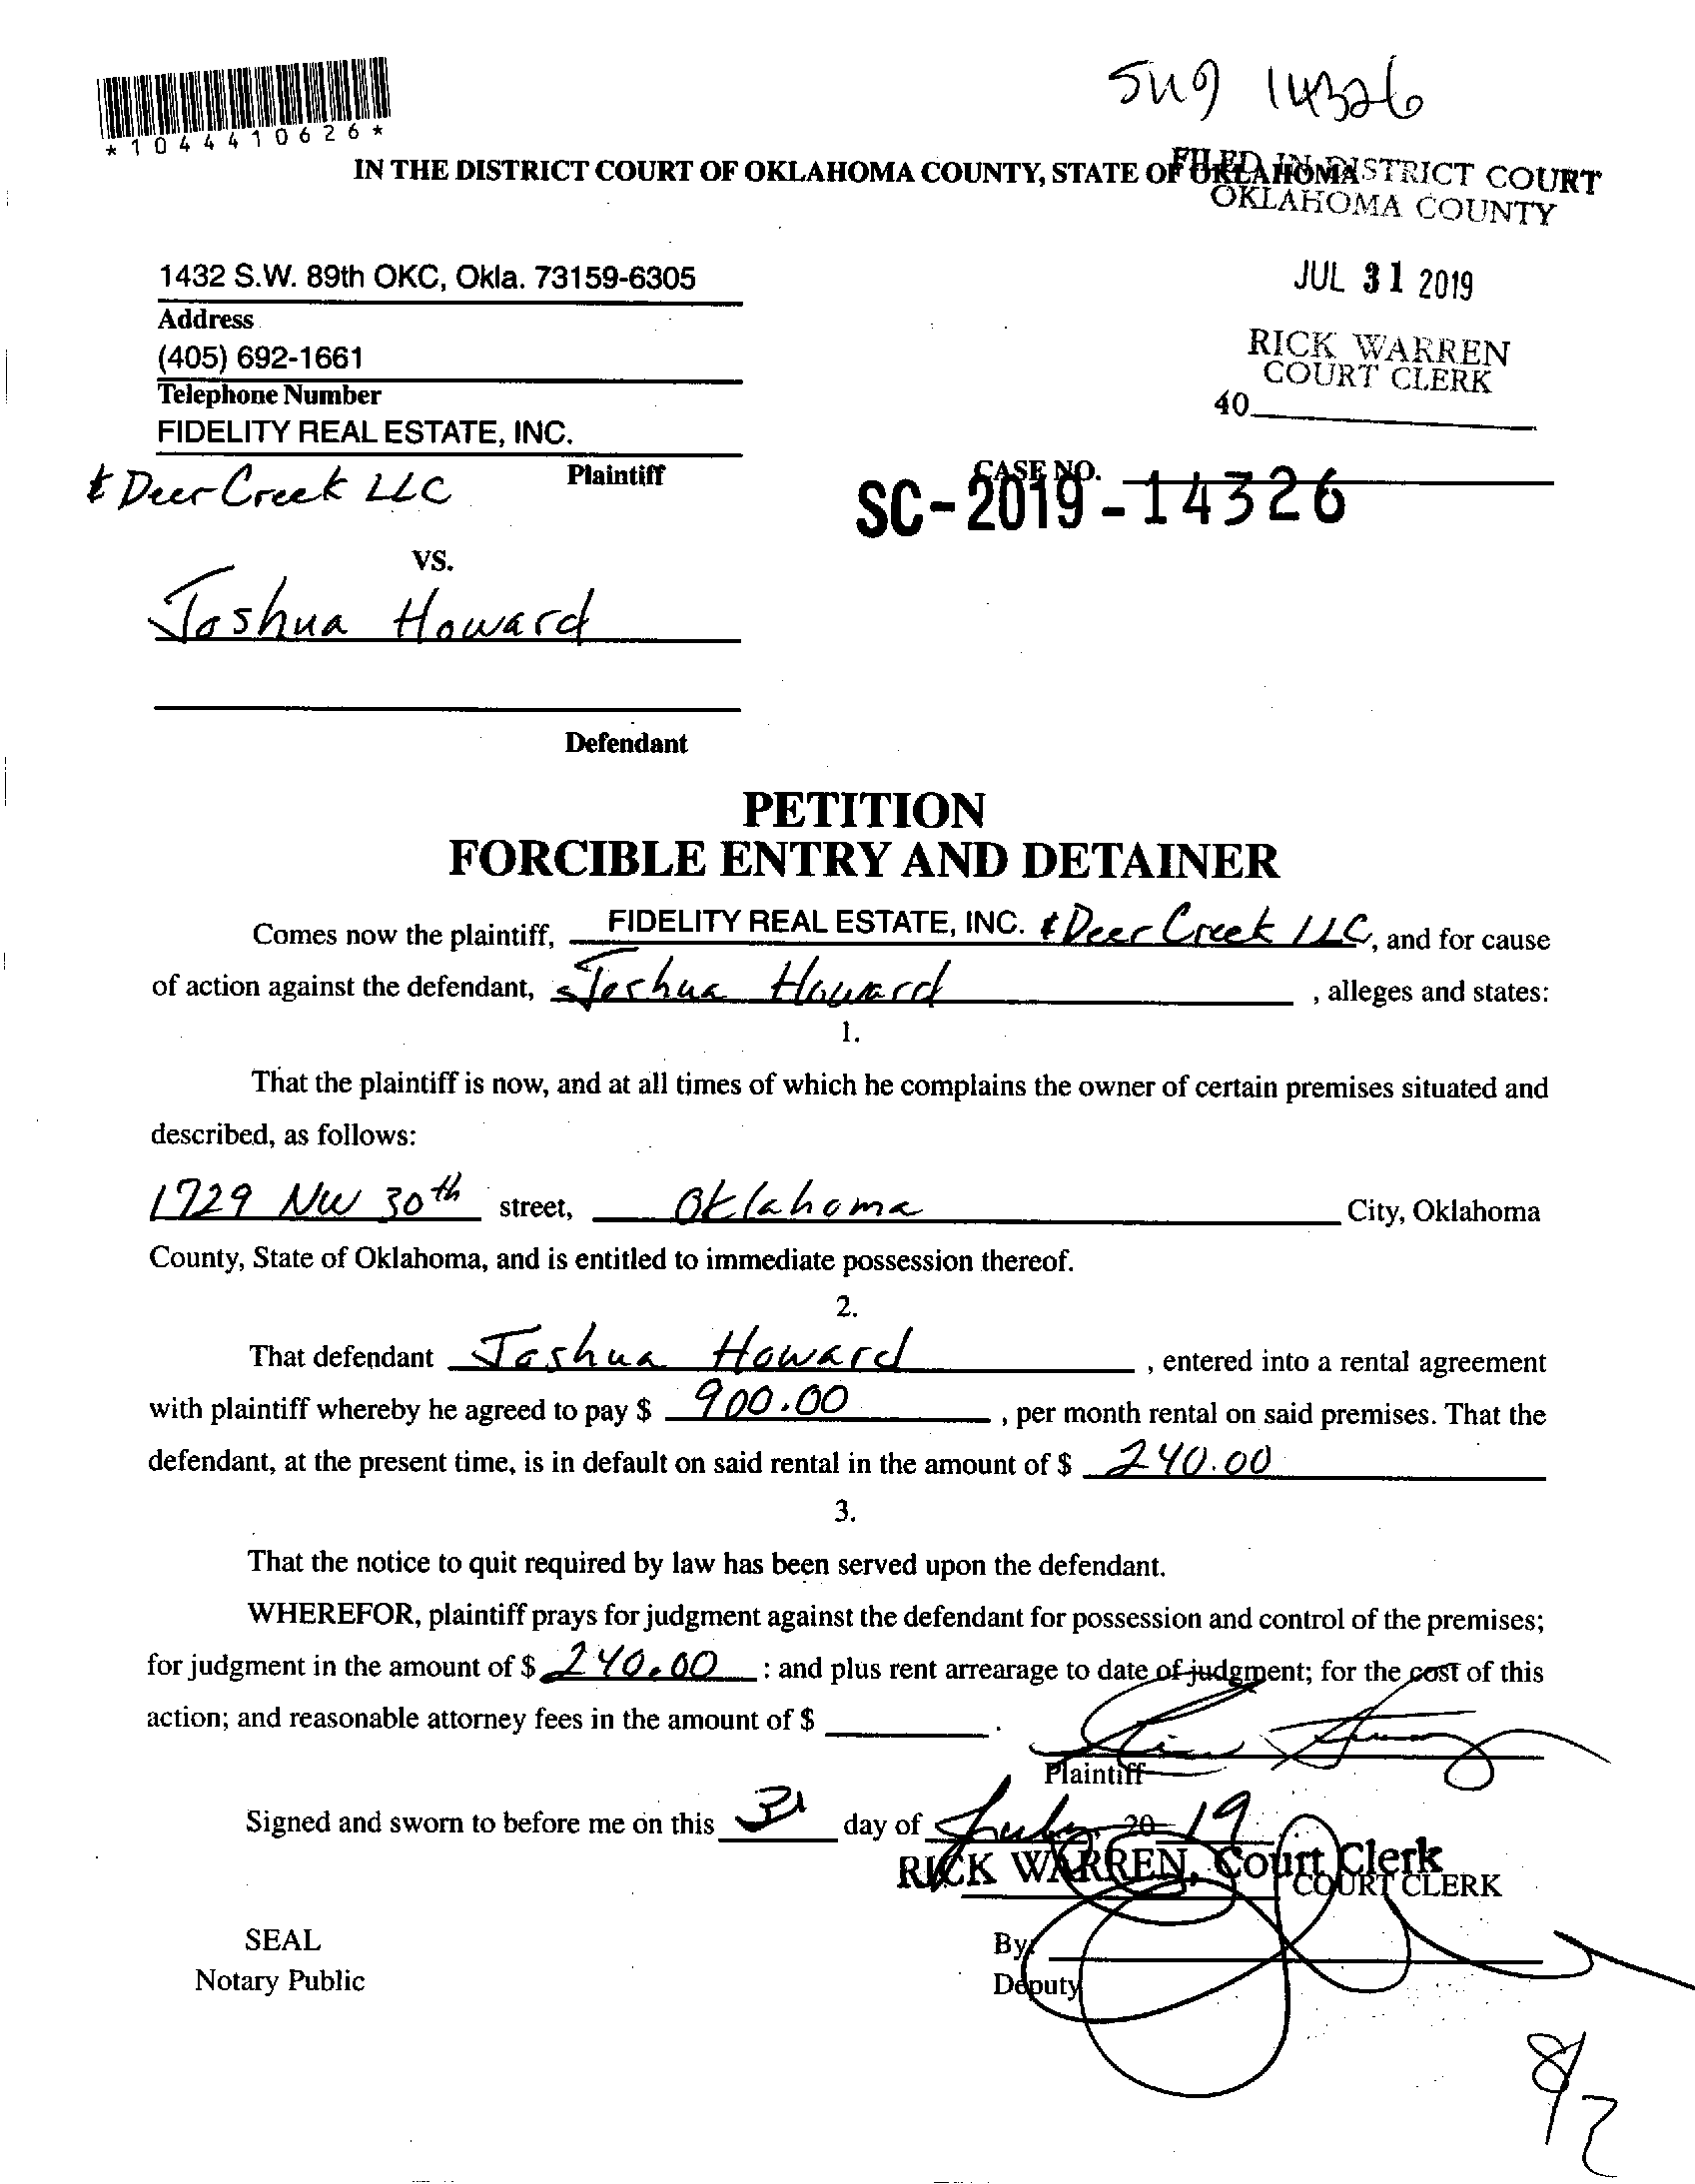 *1044410626*
IN THE DISTRICT COURT OF OKLAHOMA COUNTY, STATE OF OKLAHOMA
FILED IN DISTRICT COURT
OKLAHOMA COUNTY
JUL 31 2019
RICK WARREN
COURT CLERK
40
1432 S.W. 89th OKC, Okla. 73159-6305
Address
(405) 692-1661
Telephone Number
FIDELITY REAL ESTATE, INC.
& Deer Creek LLC Plaintiff
CASE NO.
SC-2019-14326
VS.
Joshua Howard
Defendant
PETITION
FORCIBLE ENTRY AND DETAINER
Comes now the plaintiff, FIDELITY REAL ESTATE, INC. & Deer Creek LLC, and for cause
of action against the defendant, Joshua Howard , alleges and states:
1.
That the plaintiff is now, and at all times of which he complains the owner of certain premises situated and
described, as follows:
1729 NW 30th street, Oklahoma City, Oklahoma
County, State of Oklahoma, and is entitled to immediate possession thereof.
2.
That defendant Joshua Howard , entered into a rental agreement
with plaintiff whereby he agreed to pay $ 900.00 , per month rental on said premises. That the
defendant, at the present time, is in default on said rental in the amount of $ 240.00
3.
That the notice to quit required by law has been served upon the defendant.
WHEREFOR, plaintiff prays for judgment against the defendant for possession and control of the premises;
for judgment in the amount of $ 240.00 : and plus rent arrearage to date of judgment; for the cost of this
action; and reasonable attorney fees in the amount of $ .
Plaintiff
Signed and sworn to before me on this 31 day of July, 20 19
RICK WARREN, Court Clerk
COURT CLERK
SEAL
Notary Public
By:
Deputy
8/2